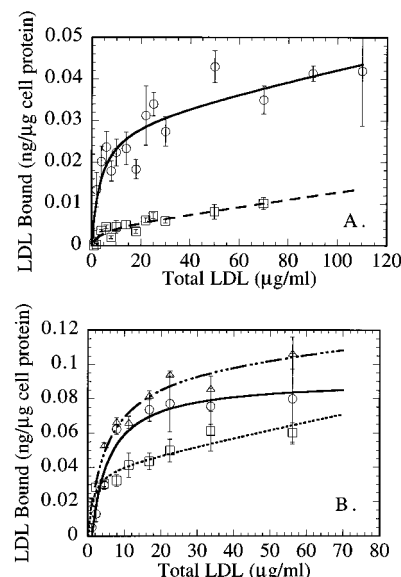 LDL Bound (ng/μg cell protein)
0.05
0.04
0.03
0.02
0.01
0
0 20 40 60 80 100 120
A.
Total LDL (μg/ml)
LDL Bound (ng/μg cell protein)
0.12
0.1
0.08
0.06
0.04
0.02
0
0 10 20 30 40 50 60 70 80
B.
Total LDL (μg/ml)